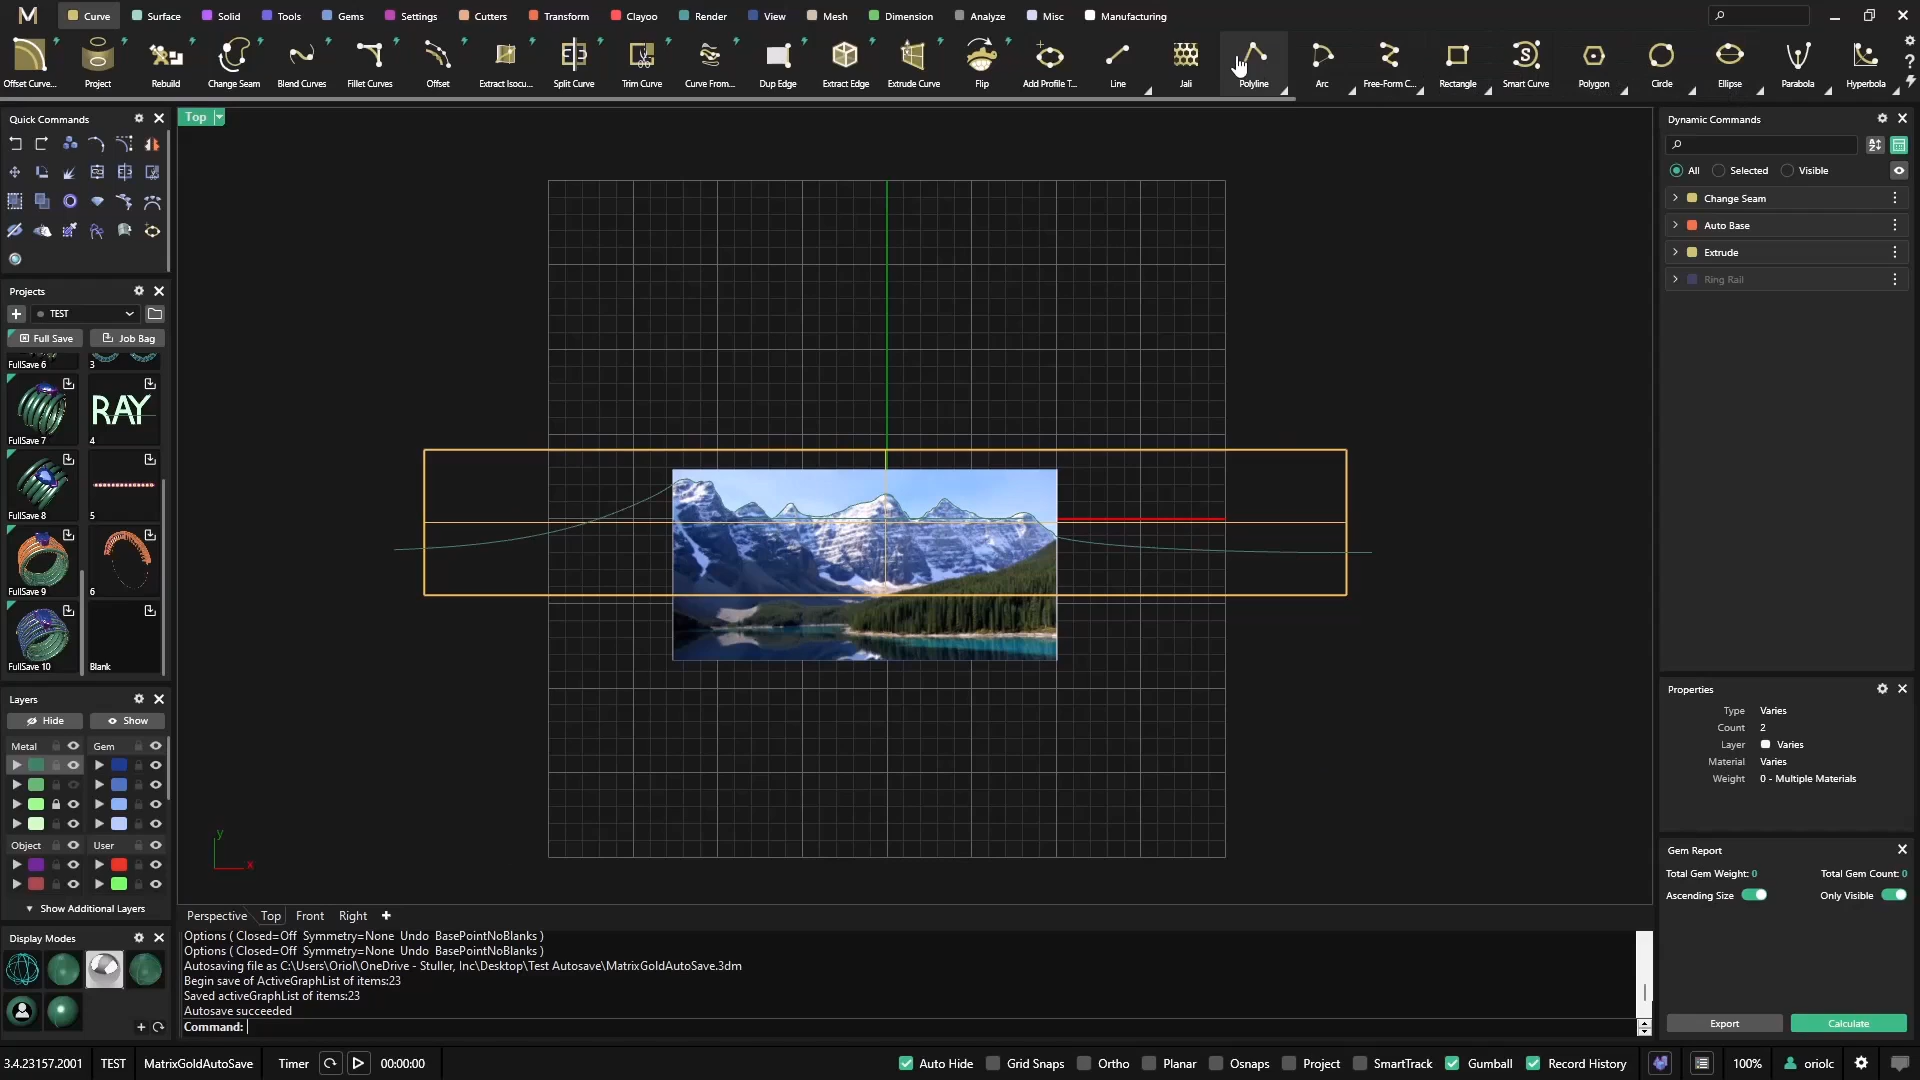 Curve Surface Solid Tools Gems Settings Cutters Transform Clayoo Render View Mesh Dimension Analyze Misc Manufacturing
Offset Curve... Project Rebuild Change Seam Blend Curves Fillet Curves Offset Extract Isocu... Split Curve Trim Curve Curve From... Dup Edge Extract Edge Extrude Curve Flip Add Profile T... Line Jali Polyline Arc Free-Form C... Rectangle Smart Curve Polygon Circle Ellipse Parabola Hyperbola
Quick Commands
Projects
TEST
Full Save Job Bag
FullSave 6 3
FullSave 7 4
RAY
FullSave 8 5
FullSave 9 6
FullSave 10 Blank
Layers
Hide Show
Metal Gem
Object User
Show Additional Layers
Display Modes
Top
y
x
Perspective Top Front Right
Options ( Closed=Off Symmetry=None Undo BasePointNoBlanks )
Options ( Closed=Off Symmetry=None Undo BasePointNoBlanks )
Autosaving file as C:\Users\Oriol\OneDrive - Stuller, Inc\Desktop\Test Autosave\MatrixGoldAutoSave.3dm
Begin save of ActiveGraphList of items:23
Saved activeGraphList of items:23
Autosave succeeded
Command:
Dynamic Commands
All Selected Visible
Change Seam
Auto Base
Extrude
Ring Rail
Properties
Type Varies
Count 2
Layer Varies
Material Varies
Weight 0 - Multiple Materials
Gem Report
Total Gem Weight: 0 Total Gem Count: 0
Ascending Size Only Visible
Export Calculate
3.4.23157.2001 TEST MatrixGoldAutoSave Timer 00:00:00 Auto Hide Grid Snaps Ortho Planar Osnaps Project SmartTrack Gumball Record History 100% oriolc